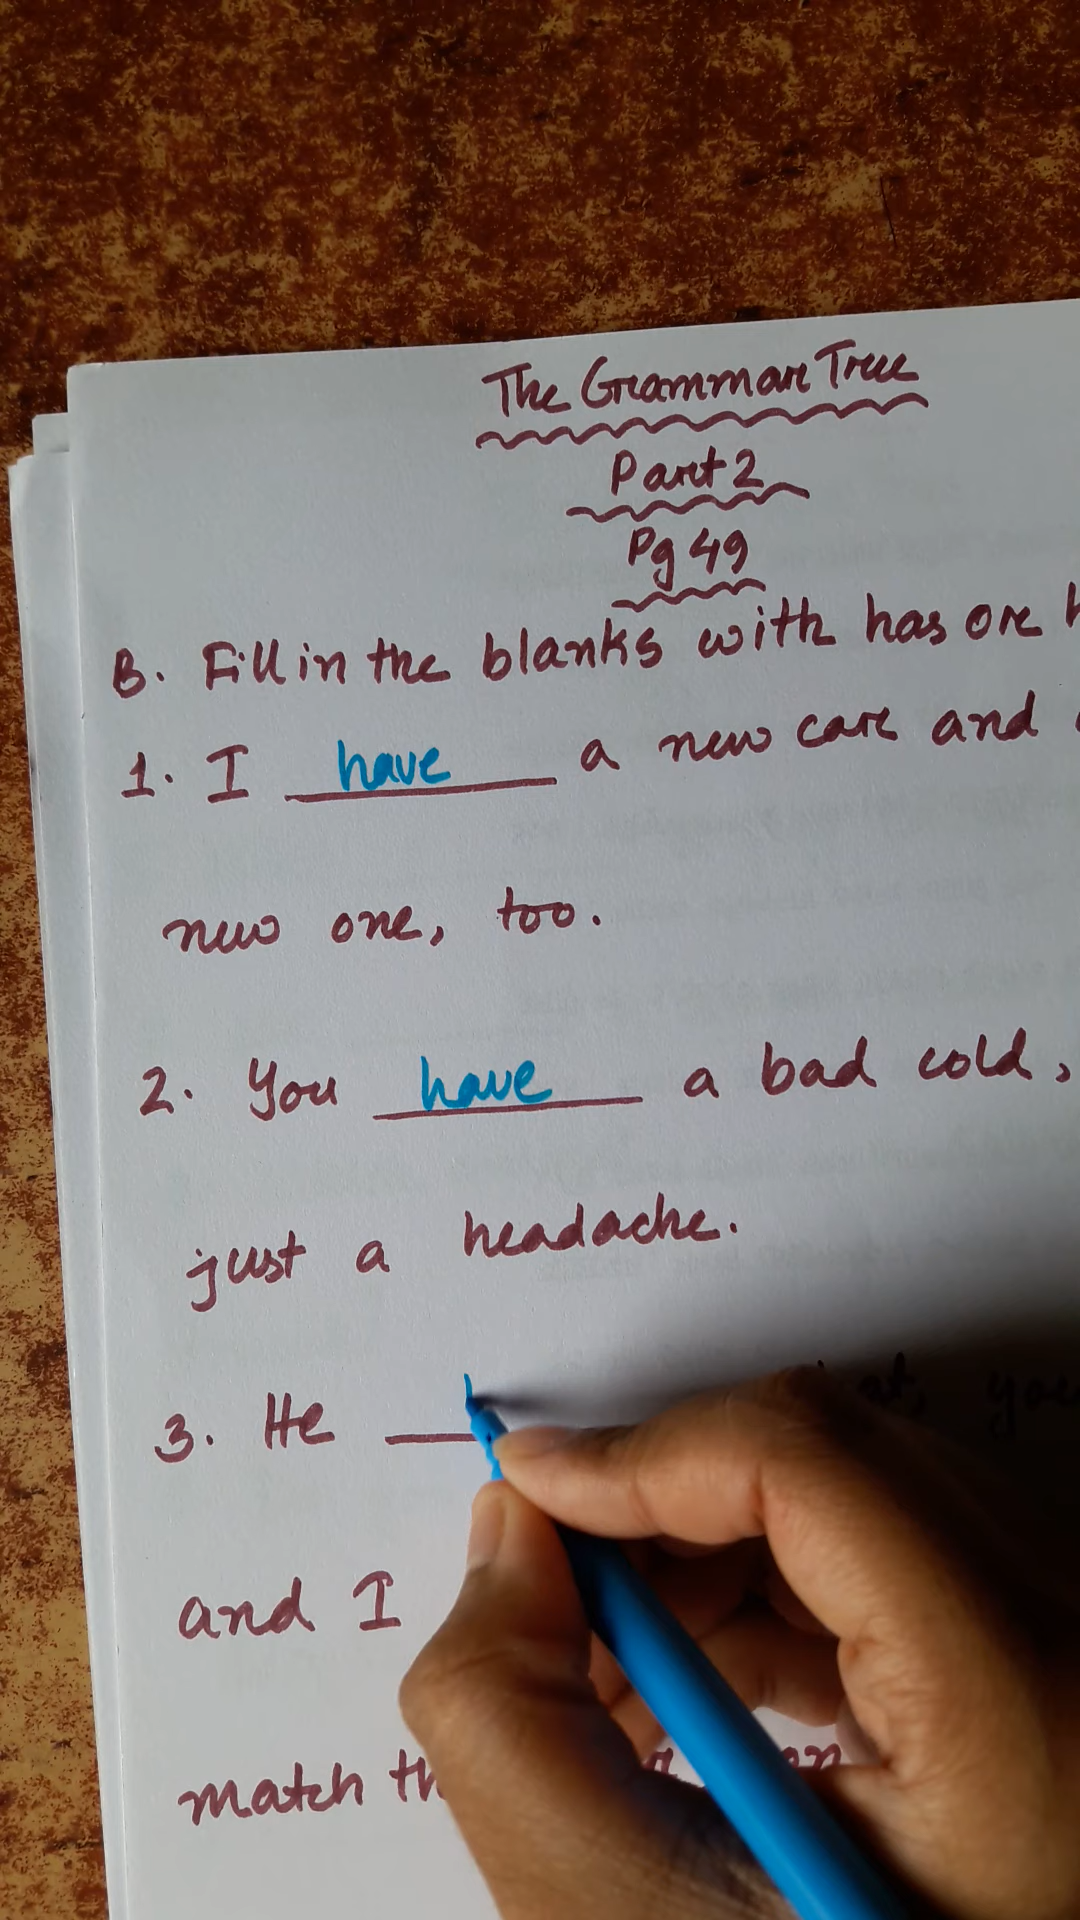 The Grammar Tree
Part 2
Pg 49
B. Fill in the blanks with has or
1. I have a new car and
new one, too.
2. You have a bad cold,
just a headache.
3. He
and I
match